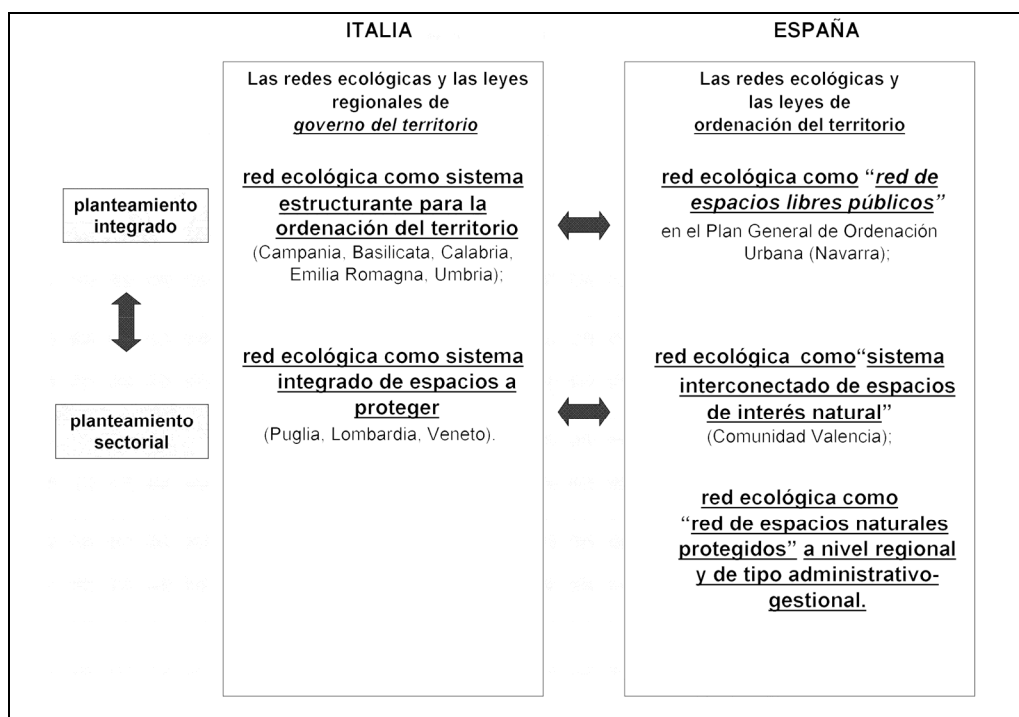 ITALIA
ESPAÑA
Las redes ecológicas y las leyes
regionales de
governo del territorio
Las redes ecológicas y
las leyes de
ordenación del territorio
planteamiento
integrado
red ecológica como sistema
estructurante para la
ordenación del territorio
(Campania, Basilicata, Calabria,
Emilia Romagna, Umbria);
red ecológica como “red de
espacios libres públicos”
en el Plan General de Ordenación
Urbana (Navarra);
planteamiento
sectorial
red ecológica como sistema
integrado de espacios a
proteger
(Puglia, Lombardia, Veneto).
red ecológica como“sistema
interconectado de espacios
de interés natural”
(Comunidad Valencia);
red ecológica como
“red de espacios naturales
protegidos” a nivel regional
y de tipo administrativo-
gestional.